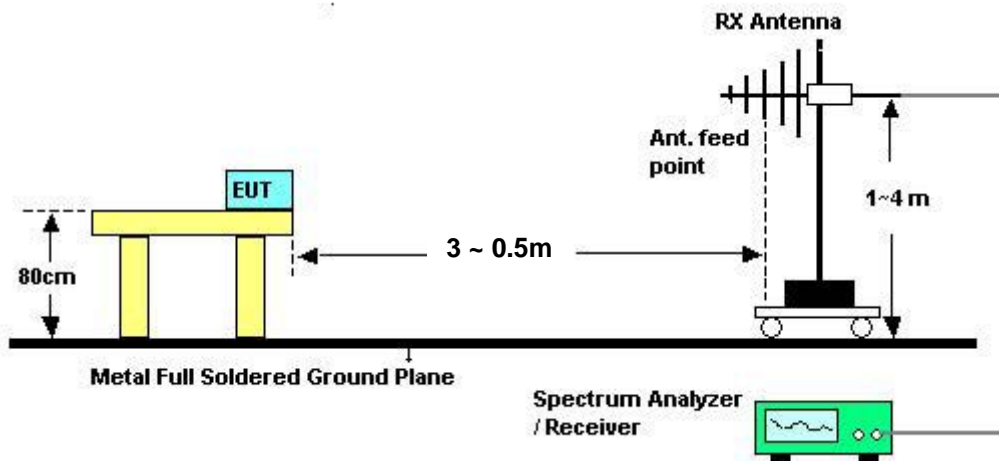 RX Antenna
Ant. feed
point
EUT
1~4 m
3 ~ 0.5m
80cm
Metal Full Soldered Ground Plane
Spectrum Analyzer
/ Receiver